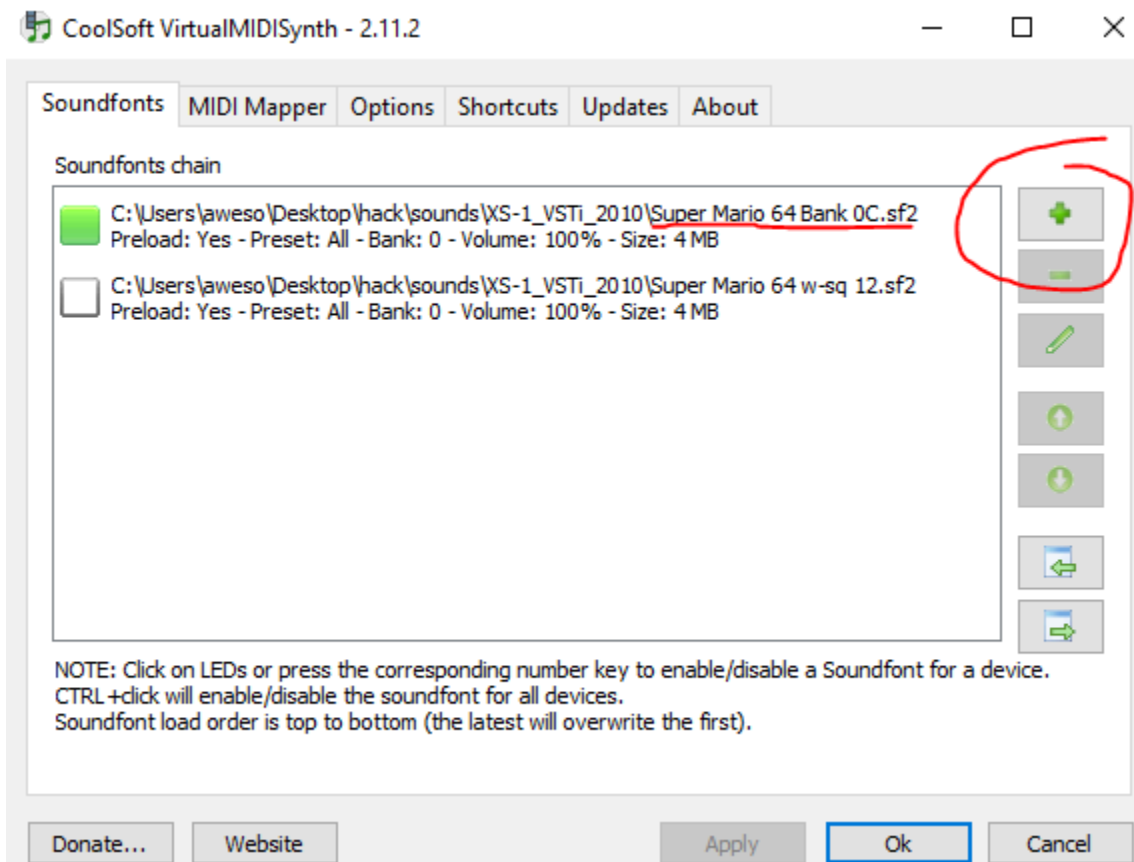 CoolSoft VirtualMIDISynth - 2.11.2
Soundfonts MIDI Mapper Options Shortcuts Updates About
Soundfonts chain
C:\Users\aweso\Desktop\hack\sounds\XS-1_VSTi_2010\Super Mario 64 Bank 0C.sf2
Preload: Yes - Preset: All - Bank: 0 - Volume: 100% - Size: 4 MB
C:\Users\aweso\Desktop\hack\sounds\XS-1_VSTi_2010\Super Mario 64 w-sq 12.sf2
Preload: Yes - Preset: All - Bank: 0 - Volume: 100% - Size: 4 MB
NOTE: Click on LEDs or press the corresponding number key to enable/disable a Soundfont for a device.
CTRL+click will enable/disable the soundfont for all devices.
Soundfont load order is top to bottom (the latest will overwrite the first).
Donate... Website Apply Ok Cancel